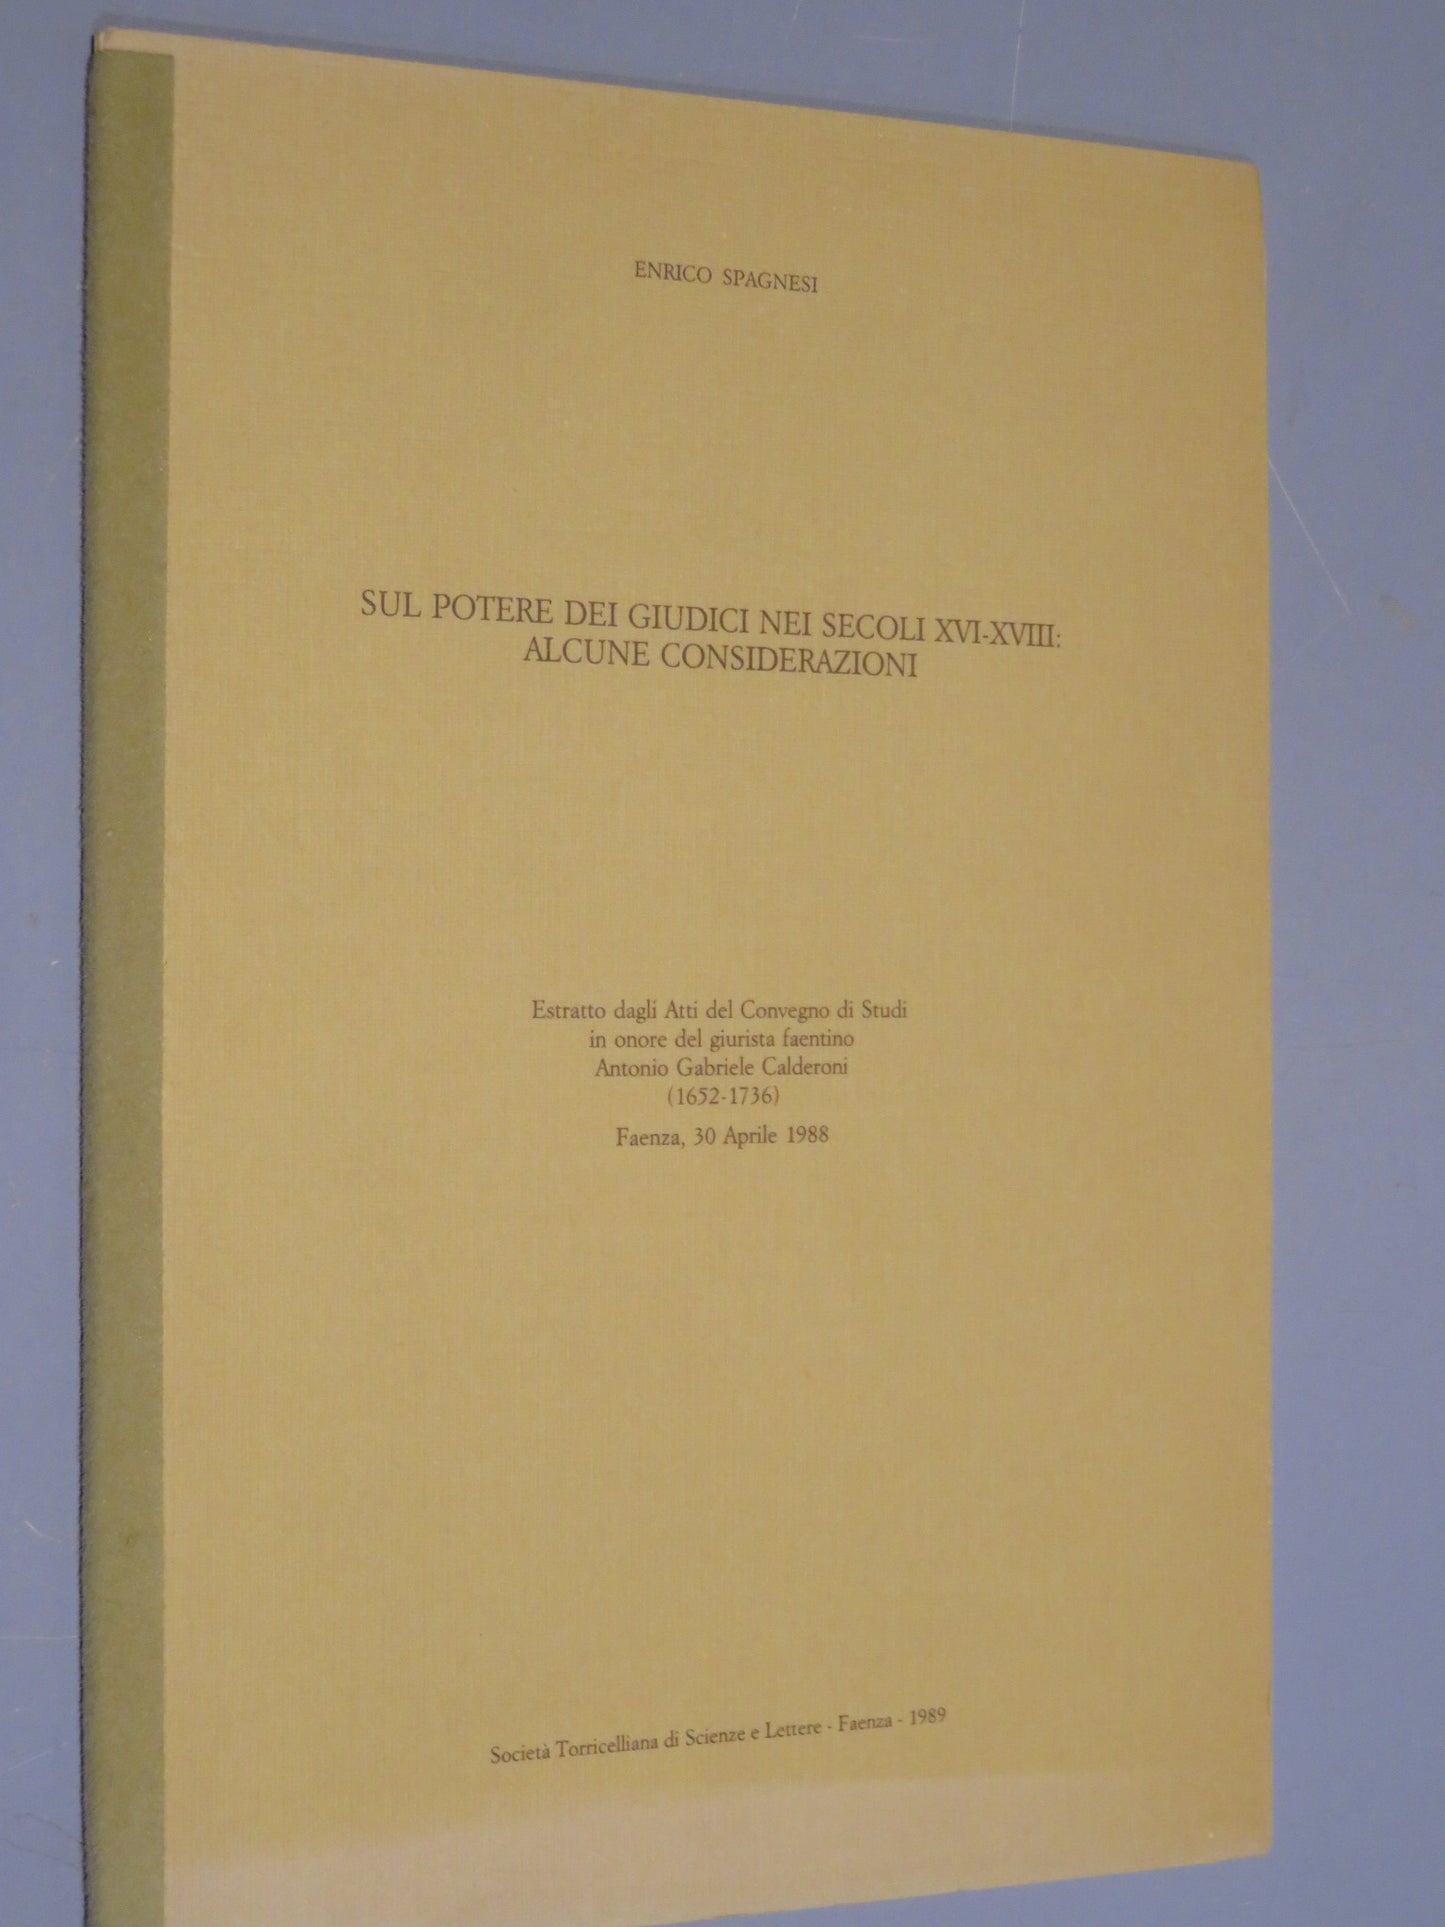 ENRICO SPAGNESI
SUL POTERE DEI GIUDICI NEI SECOLI XVI-XVIII:
ALCUNE CONSIDERAZIONI
Estratto dagli Atti del Convegno di Studi
in onore del giurista faentino
Antonio Gabriele Calderoni
(1652-1736)
Faenza, 30 Aprile 1988
Società Torricelliana di Scienze e Lettere - Faenza - 1989